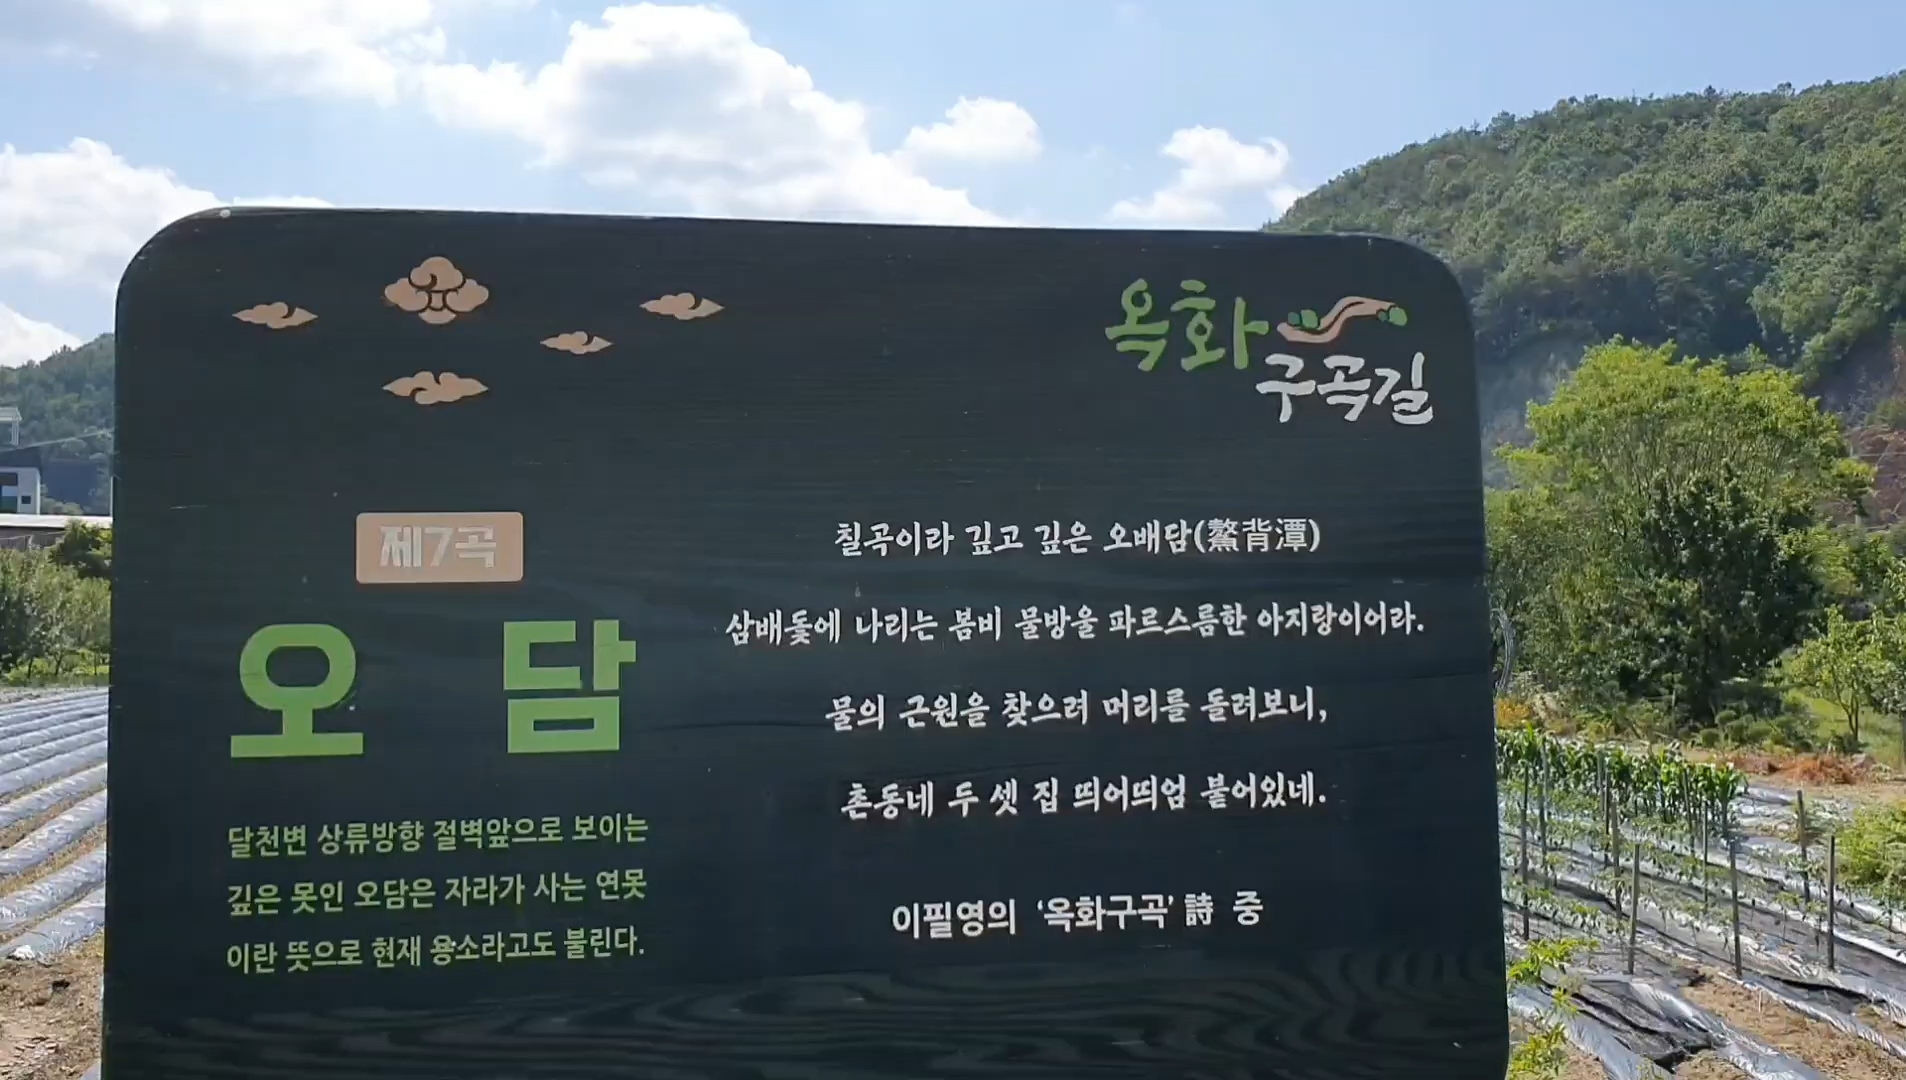 옥화
구곡길
제7곡
오 담
달천변 상류방향 절벽앞으로 보이는
깊은 못인 오담은 자라가 사는 연못
이란 뜻으로 현재 용소라고도 불린다.
칠곡이라 깊고 깊은 오배담(鰲背潭)
삼배돛에 나리는 봄비 물방울 파르스름한 아지랑이어라.
물의 근원을 찾으려 머리를 돌려보니,
촌동네 두 셋 집 띄어띄엄 붙어있네.
이필영의 ‘옥화구곡’ 詩 중